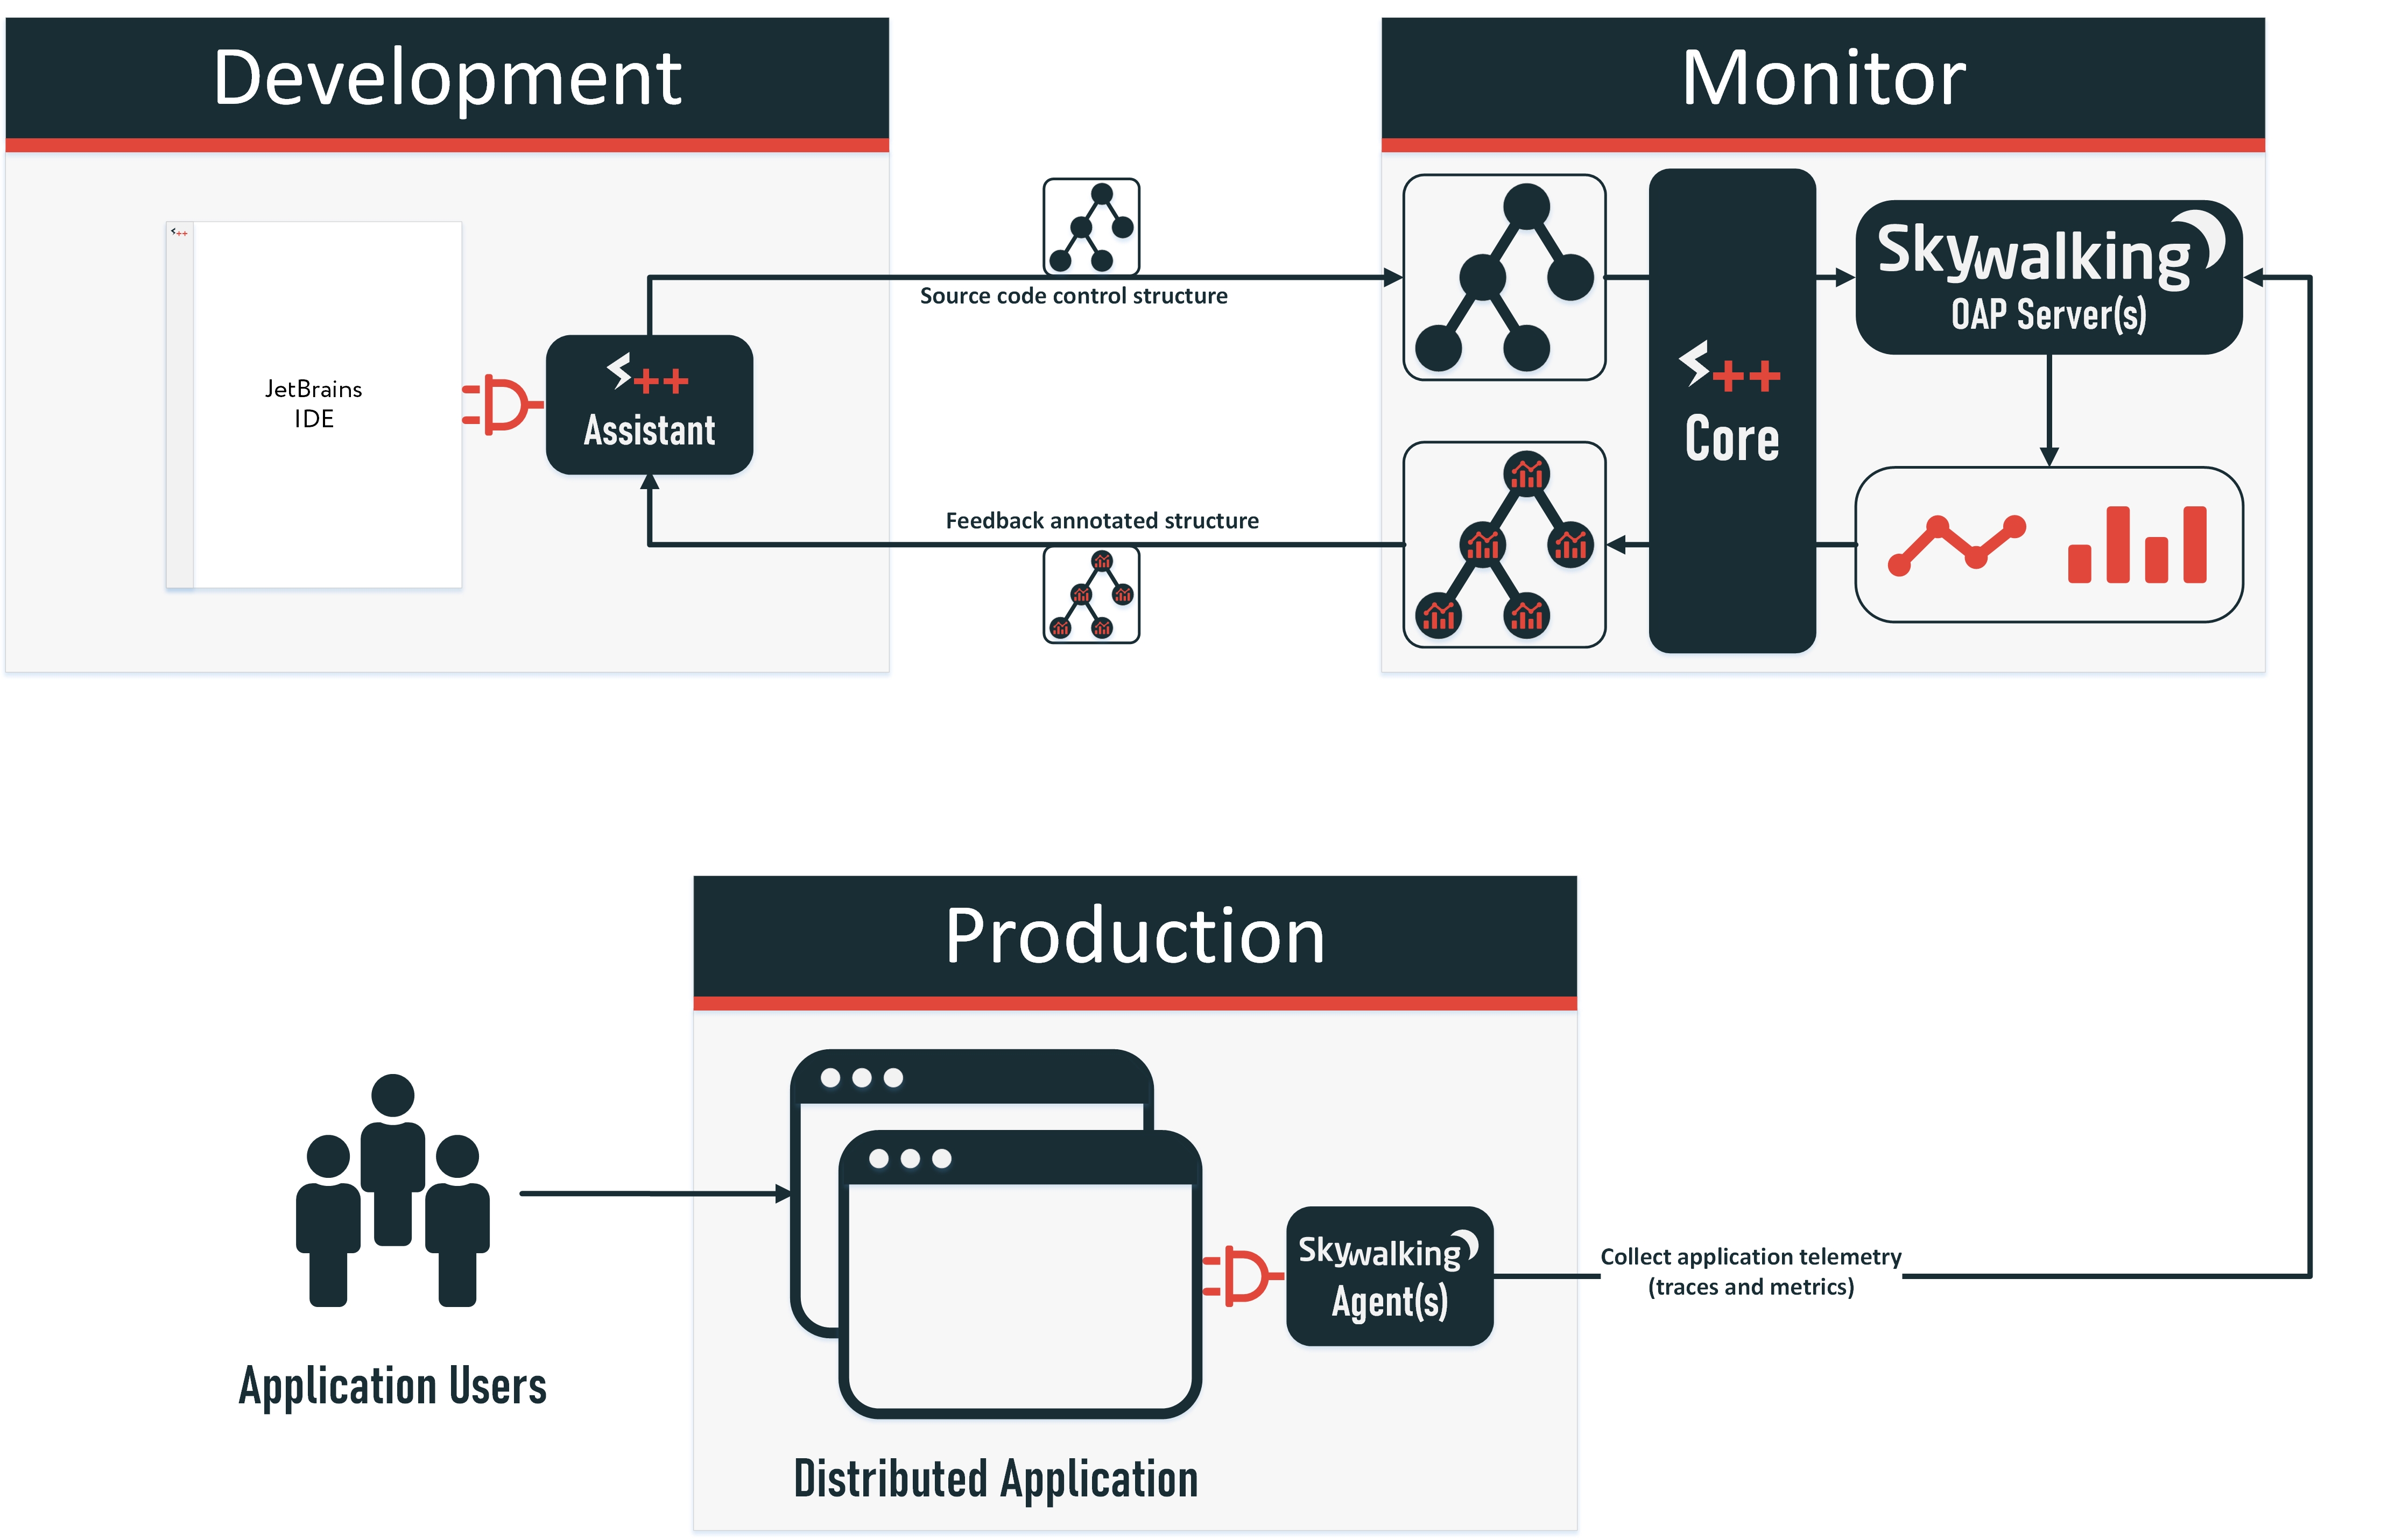 Development
Monitor
++
JetBrains
IDE
++
Assistant
Source code control structure
Feedback annotated structure
++
Core
Skywalking
OAP Server(s)
Production
Application Users
Distributed Application
Skywalking
Agent(s)
Collect application telemetry
(traces and metrics)